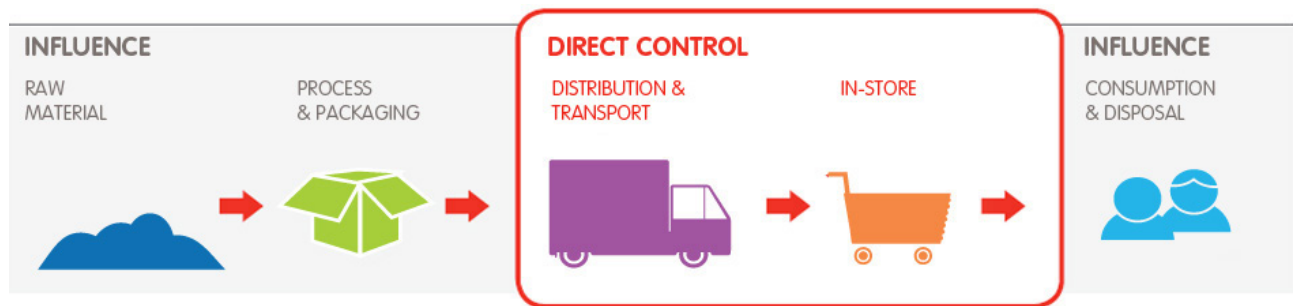 INFLUENCE
RAW
MATERIAL
PROCESS
& PACKAGING
DIRECT CONTROL
DISTRIBUTION &
TRANSPORT
IN-STORE
INFLUENCE
CONSUMPTION
& DISPOSAL